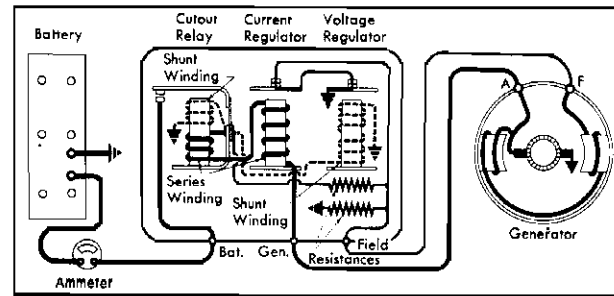 Cutout Relay
Current Regulator
Voltage Regulator
Battery
Shunt Winding
A
F
Series Winding
Shunt Winding
Bat.
Gen.
Field
Resistances
Generator
Ammeter